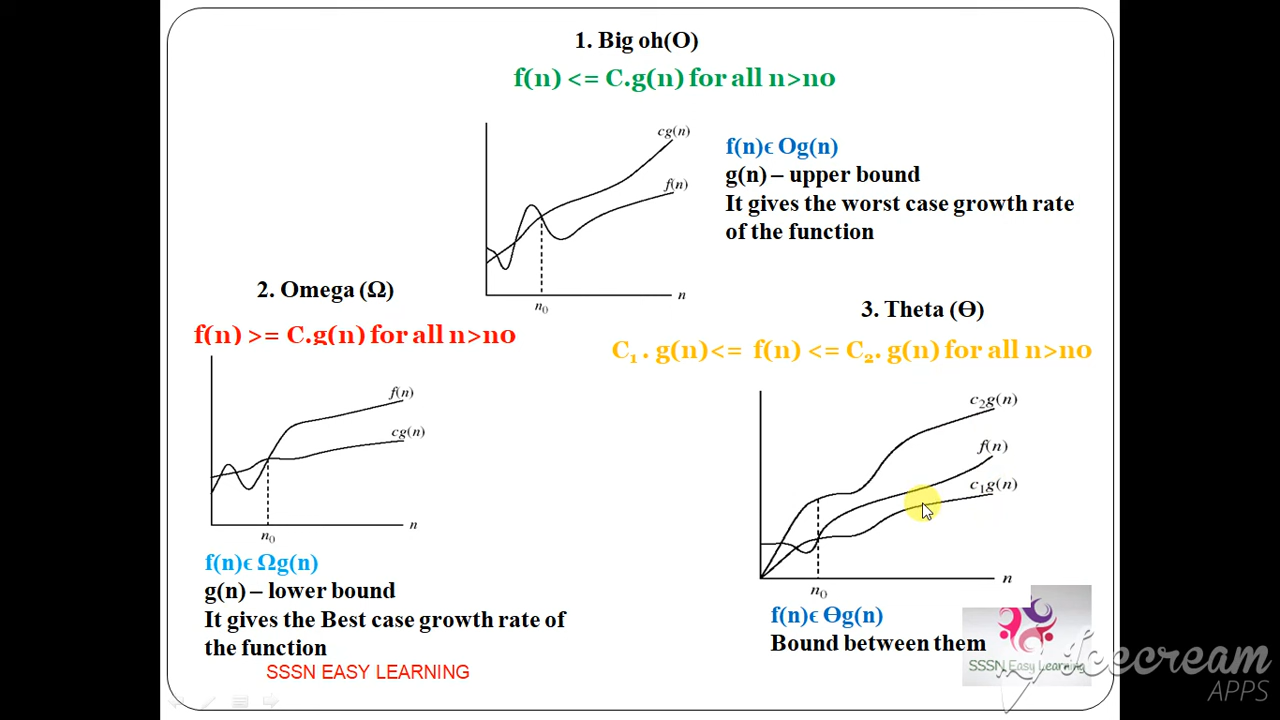 1. Big oh(O)
f(n) <= C.g(n) for all n>no
cg(n)
f(n)
n
n₀
f(n)ϵ Og(n)
g(n) – upper bound
It gives the worst case growth rate
of the function
2. Omega (Ω)
f(n) >= C.g(n) for all n>no
f(n)
cg(n)
n
n₀
f(n)ϵ Ωg(n)
g(n) – lower bound
It gives the Best case growth rate of
the function
SSSN EASY LEARNING
3. Theta (Ɵ)
C₁ . g(n)<= f(n) <= C₂. g(n) for all n>no
c₂g(n)
f(n)
c₁g(n)
n
n₀
f(n)ϵ Ɵg(n)
Bound between them
SSSN Easy Learning
Icecream
APPS